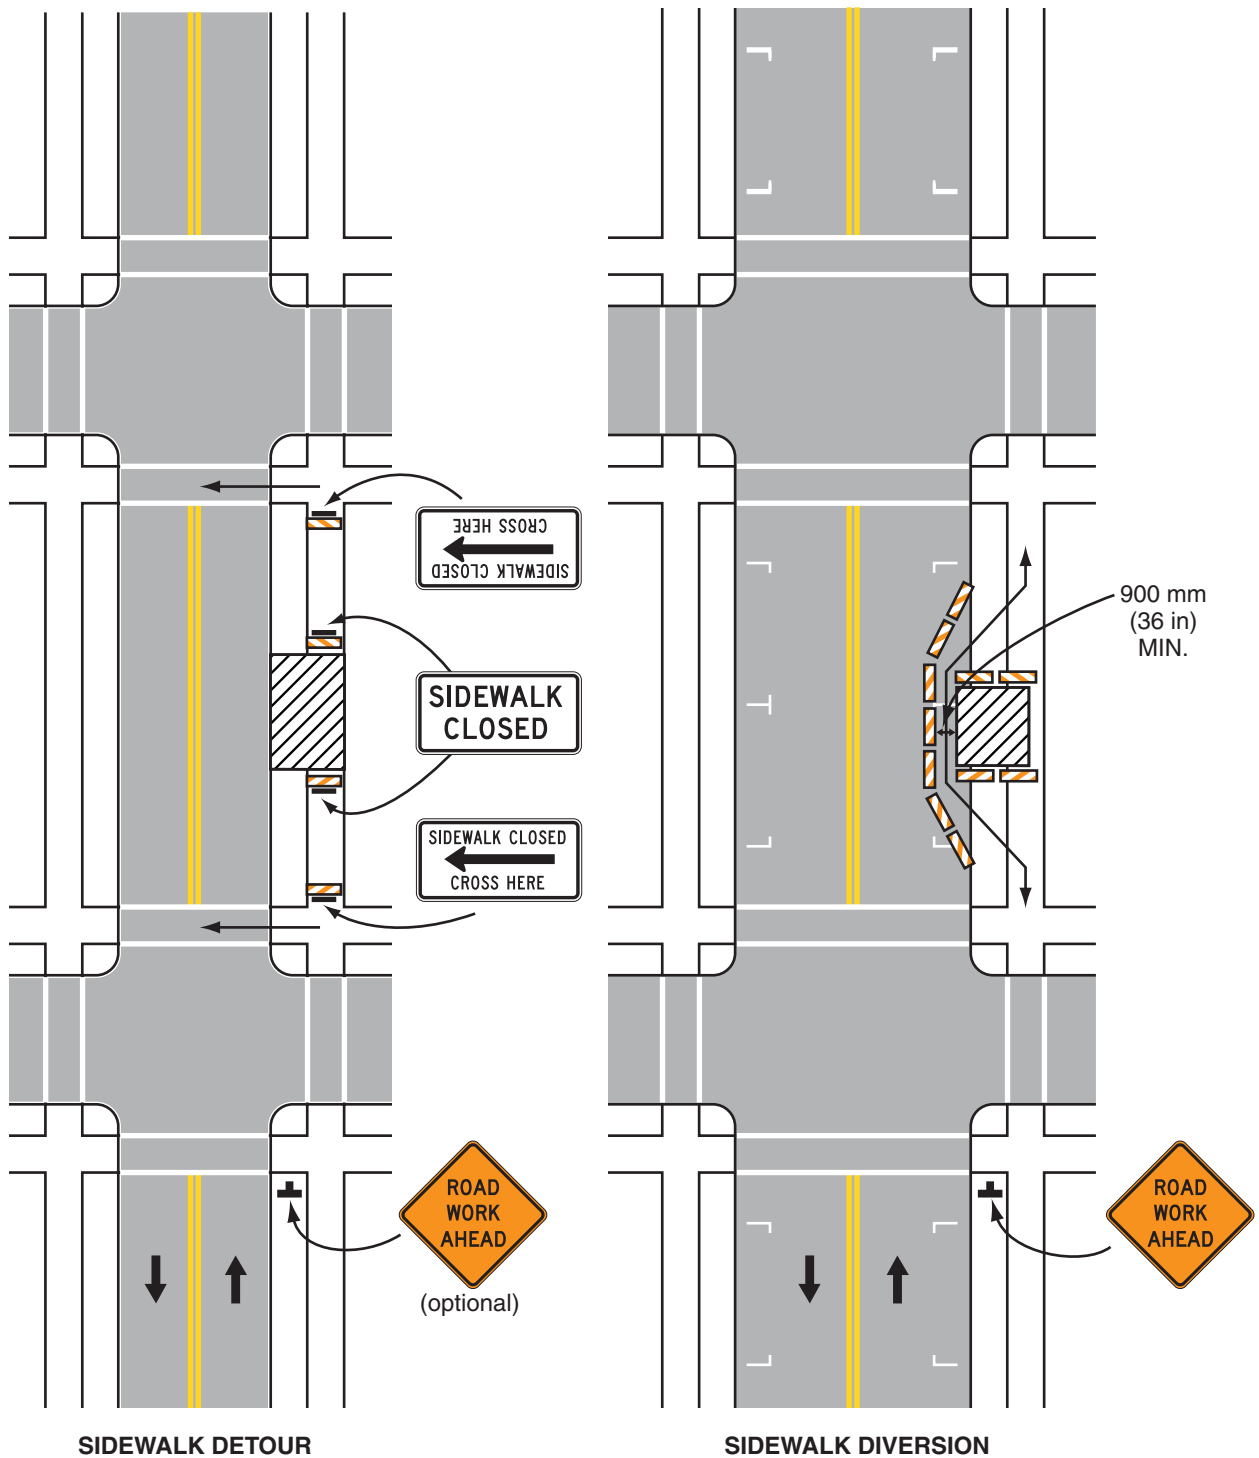 CROSS HERE
SIDEWALK CLOSED
900 mm
(36 in)
MIN.
SIDEWALK
CLOSED
SIDEWALK CLOSED
CROSS HERE
ROAD
WORK
AHEAD
(optional)
ROAD
WORK
AHEAD
SIDEWALK DETOUR
SIDEWALK DIVERSION